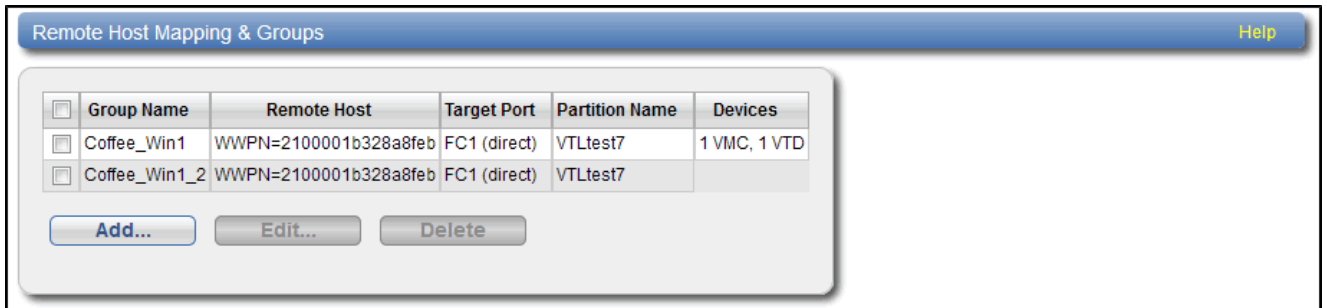 Remote Host Mapping & Groups Help
Group Name Remote Host Target Port Partition Name Devices
Coffee_Win1 WWPN=2100001b328a8feb FC1 (direct) VTLtest7 1 VMC, 1 VTD
Coffee_Win1_2 WWPN=2100001b328a8feb FC1 (direct) VTLtest7
Add... Edit... Delete